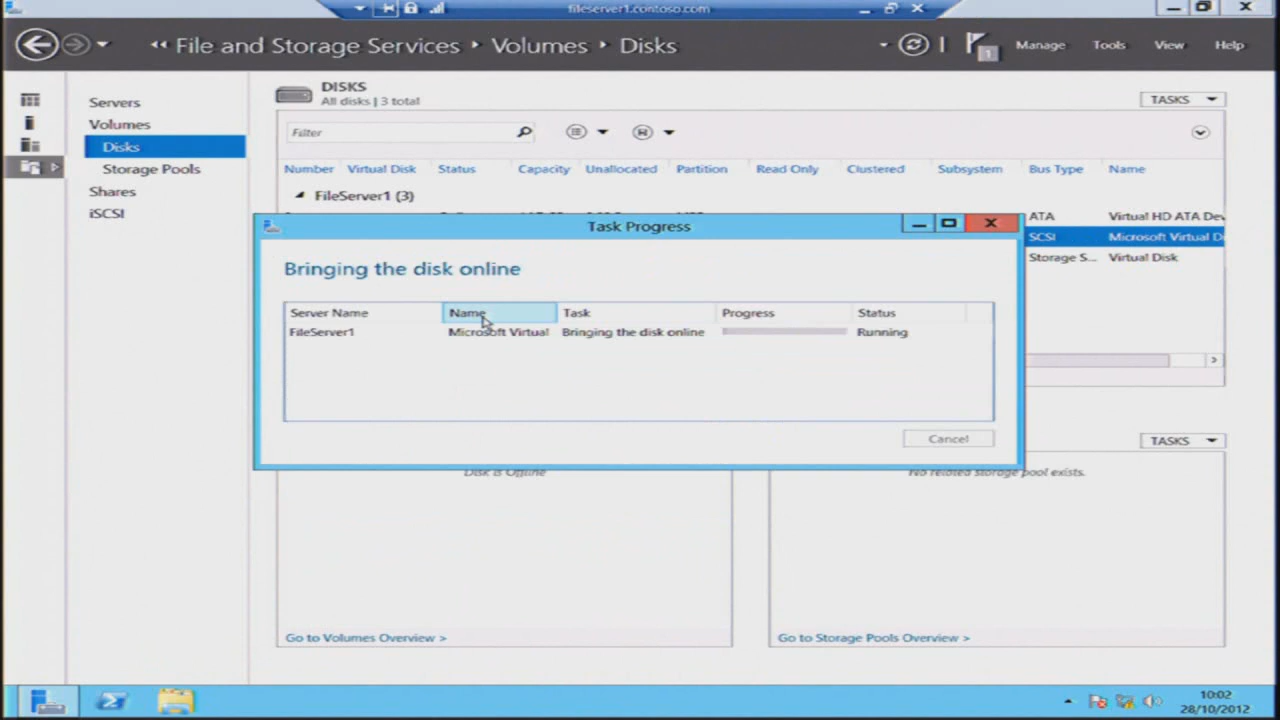 fileserver1.contoso.com
File and Storage Services ▸ Volumes ▸ Disks
1
Manage
Tools
View
Help
Servers
Volumes
Disks
Storage Pools
Shares
iSCSI
DISKS
All disks | 3 total
TASKS
Filter
Number Virtual Disk Status Capacity Unallocated Partition Read Only Clustered Subsystem Bus Type Name
FileServer1 (3)
ATA Virtual HD ATA Dev
SCSI Microsoft Virtual Di
Storage S... Virtual Disk
Task Progress
Bringing the disk online
Server Name Name Task Progress Status
FileServer1 Microsoft Virtual Bringing the disk online Running
Cancel
TASKS
Disk is Offline
No related storage pool exists.
Go to Volumes Overview >
Go to Storage Pools Overview >
10:02
28/10/2012